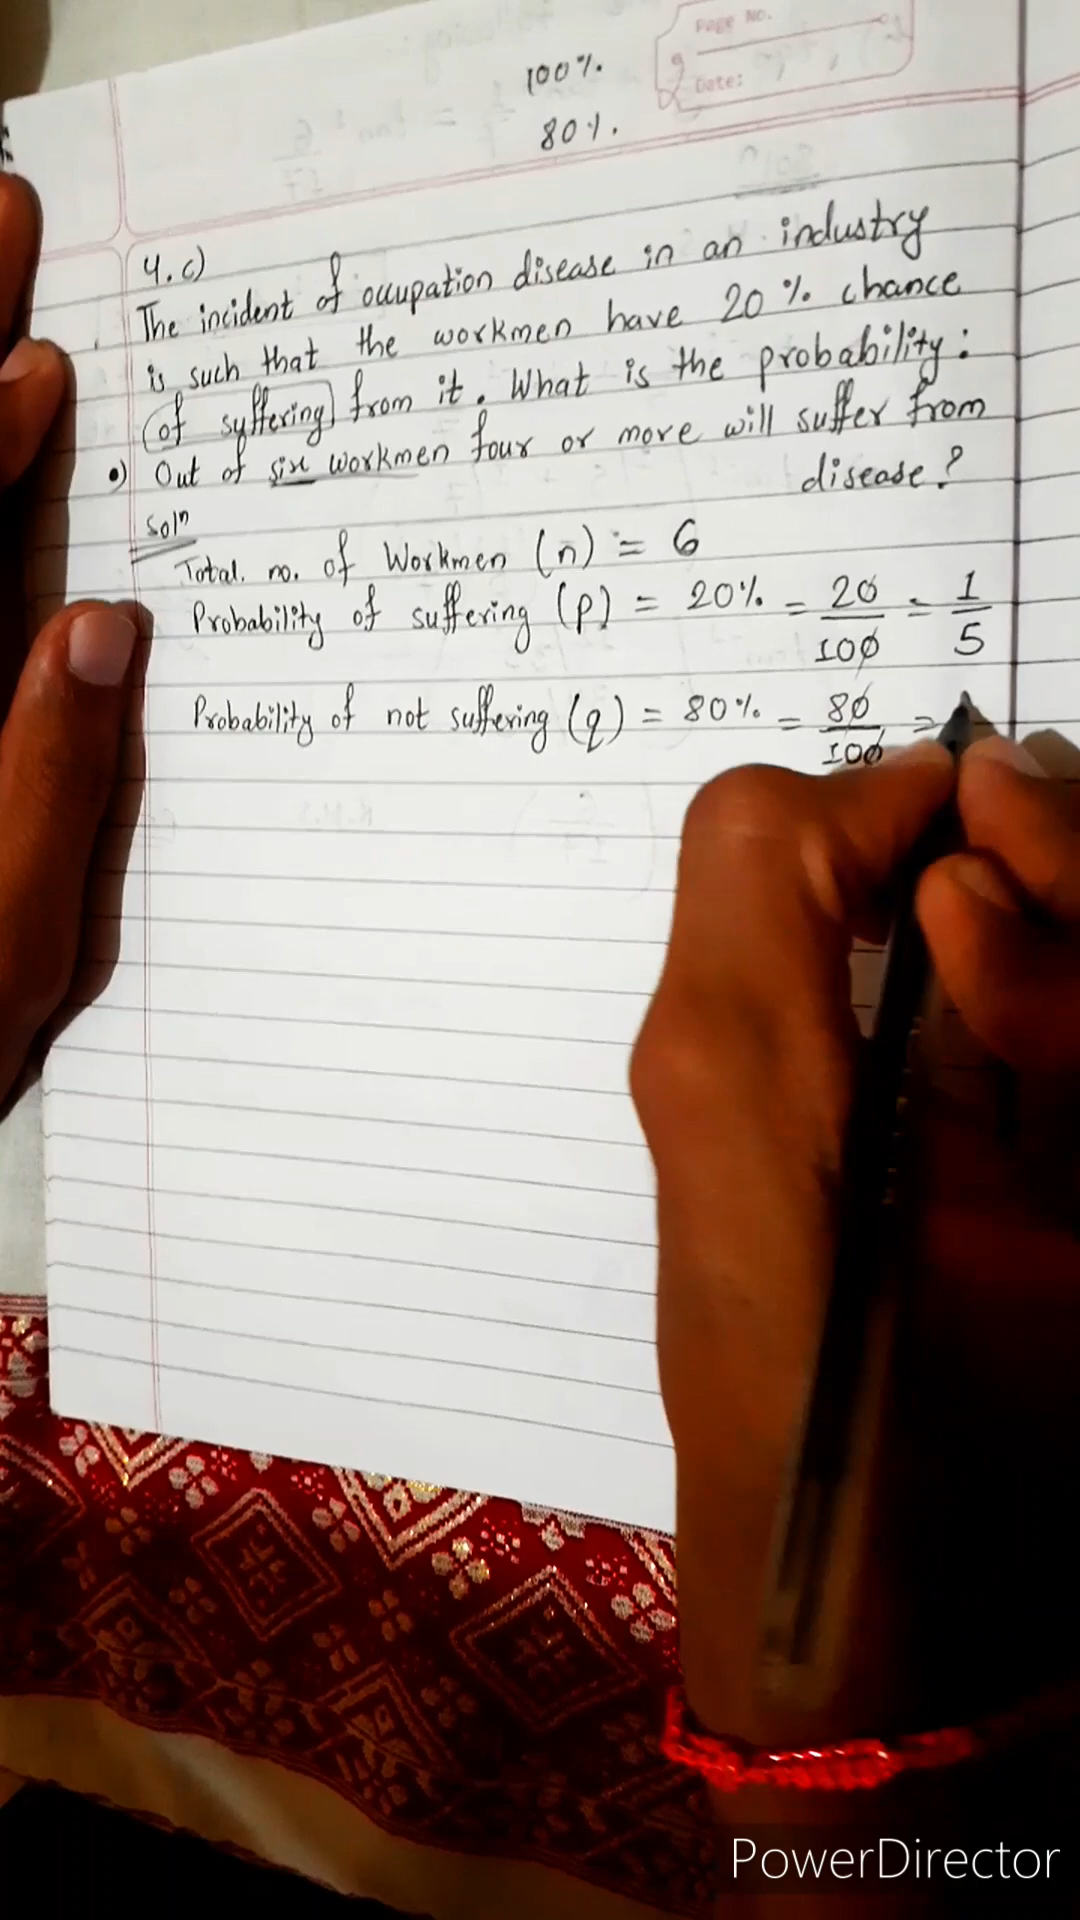 Page No.
Date:
100%.
80%.
4.c)
The incident of ouupation disease in an industry
is such that the workmen have 20% chance
of suffering from it. What is the probability:
•) Out of six workmen four or more will suffer from
disease?
Soln
Total. no. of Workmen (n) = 6
Probability of suffering (p) = 20% = 20/100 = 1/5
Probability of not suffering (q) = 80% = 80/100 =
PowerDirector